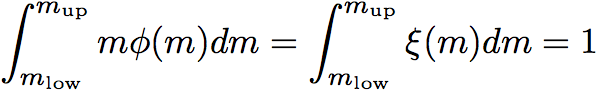 ∫_{m_low}^{m_up} mϕ(m)dm = ∫_{m_low}^{m_up} ξ(m)dm = 1